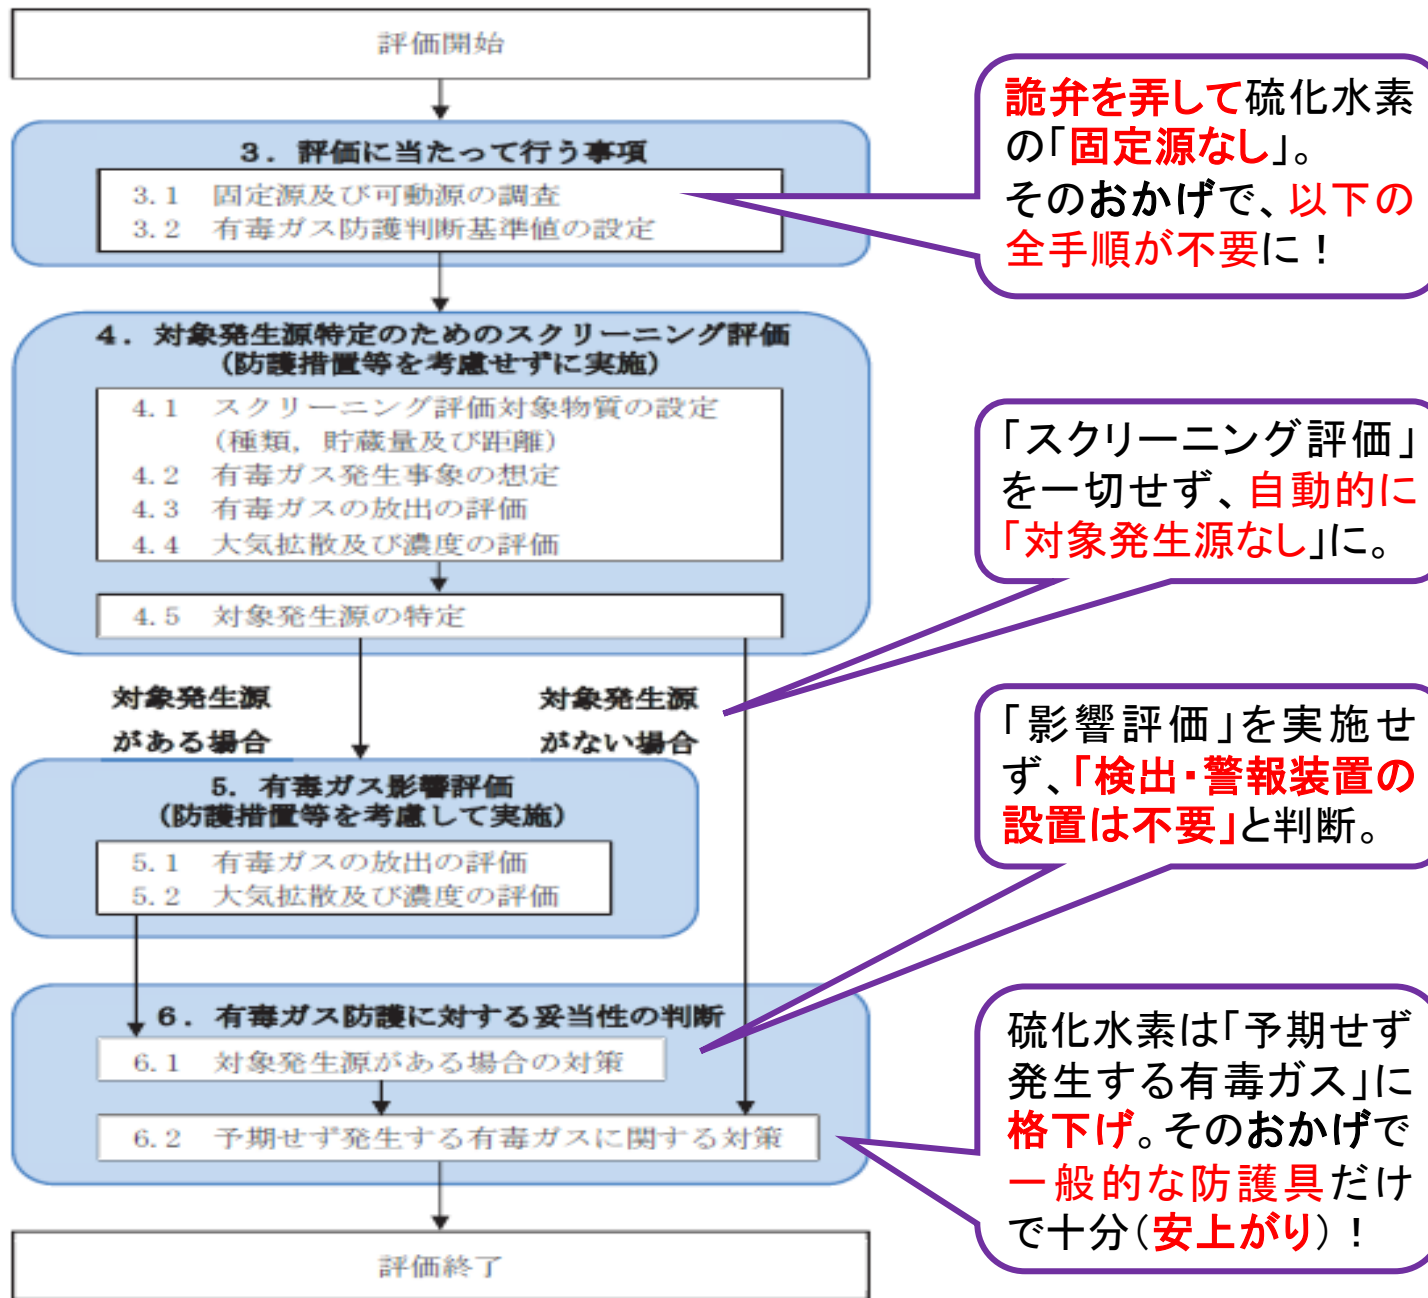 評価開始
3. 評価に当たって行う事項
3.1 固定源及び可動源の調査
3.2 有毒ガス防護判断基準値の設定
詭弁を弄して硫化水素
の「固定源なし」。
そのおかげで、以下の
全手順が不要に！
4. 対象発生源特定のためのスクリーニング評価
(防護措置等を考慮せずに実施)
4.1 スクリーニング評価対象物質の設定
(種類, 貯蔵量及び距離)
4.2 有毒ガス発生事象の想定
4.3 有毒ガスの放出の評価
4.4 大気拡散及び濃度の評価
4.5 対象発生源の特定
「スクリーニング評価」
を一切せず、自動的に
「対象発生源なし」に。
対象発生源
がある場合
対象発生源
がない場合
5. 有毒ガス影響評価
(防護措置等を考慮して実施)
5.1 有毒ガスの放出の評価
5.2 大気拡散及び濃度の評価
「影響評価」を実施せ
ず、「検出・警報装置の
設置は不要」と判断。
6. 有毒ガス防護に対する妥当性の判断
6.1 対象発生源がある場合の対策
6.2 予期せず発生する有毒ガスに関する対策
硫化水素は「予期せず
発生する有毒ガス」に
格下げ。そのおかげで
一般的な防護具だけ
で十分(安上がり)！
評価終了